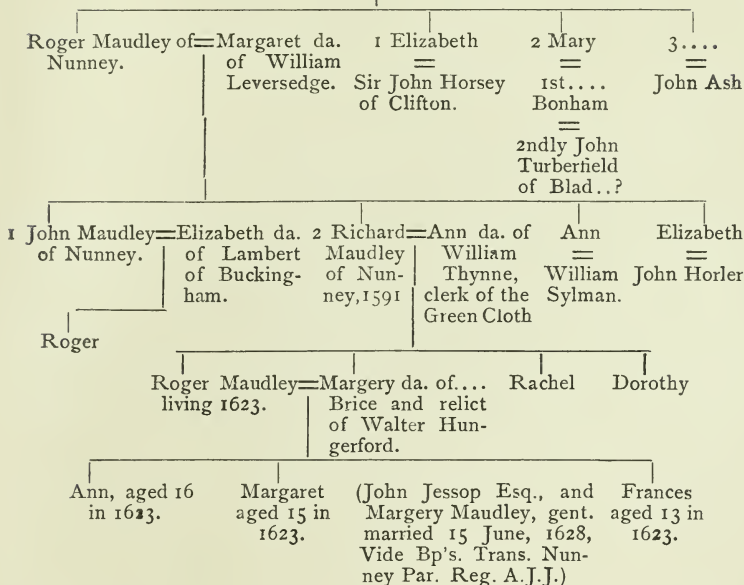 Roger Maudley of = Margaret da. 1 Elizabeth 2 Mary 3....
Nunney. of William = = =
Leversedge. Sir John Horsey 1st.... John Ash
of Clifton. Bonham
=
2ndly John
Turberfield
of Blad..?
1 John Maudley = Elizabeth da. 2 Richard = Ann da. of Ann Elizabeth
of Nunney. of Lambert Maudley William = =
of Bucking- of Nun- Thynne, William John Horler
ham. ney, 1591 clerk of the Sylman.
Green Cloth
Roger
Roger Maudley = Margery da. of.... Rachel Dorothy
living 1623. Brice and relict
of Walter Hun-
gerford.
Ann, aged 16 Margaret (John Jessop Esq., and Frances
in 1623. aged 15 in Margery Maudley, gent. aged 13 in
1623. married 15 June, 1628, 1623.
Vide Bp's. Trans. Nun-
ney Par. Reg. A.J.J.)